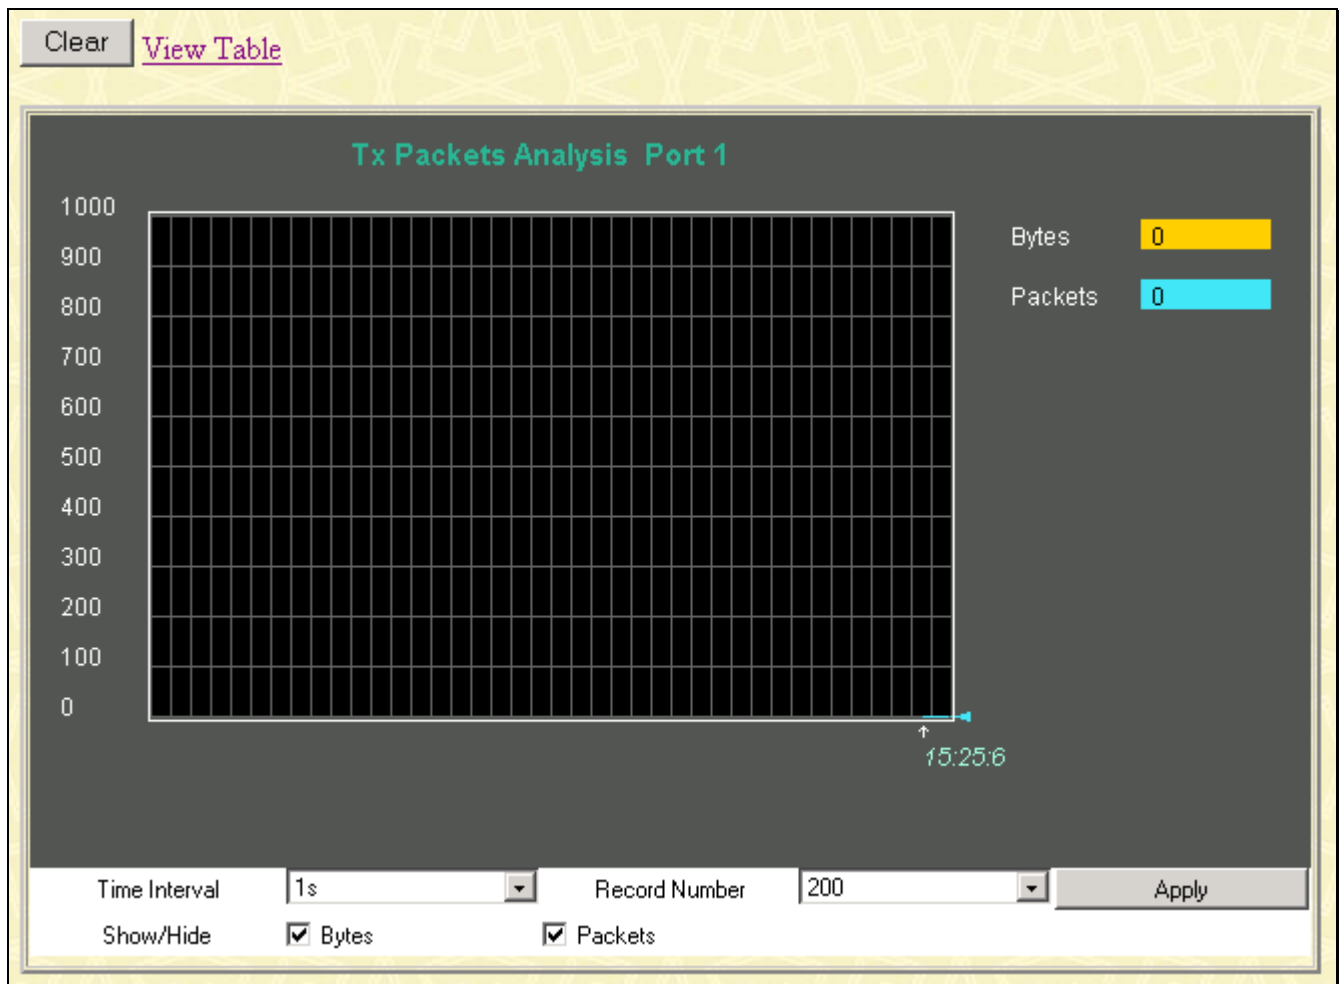 Clear View Table
Tx Packets Analysis Port 1
1000
900
800
700
600
500
400
300
200
100
0
Bytes 0
Packets 0
15:25:6
Time Interval 1s Record Number 200 Apply
Show/Hide Bytes Packets